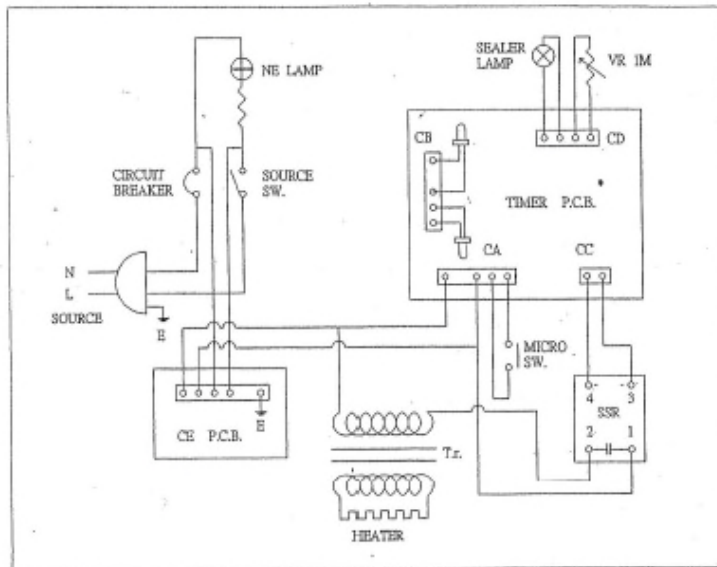 NE LAMP
SEALER
LAMP
VR 1M
CIRCUIT
BREAKER
SOURCE
SW.
CB
CD
TIMER P.C.B.
CA
CC
N
L
SOURCE
E
MICRO
SW.
4 - - 3
SSR
2 1
E
CE P.C.B.
Tr.
HEATER